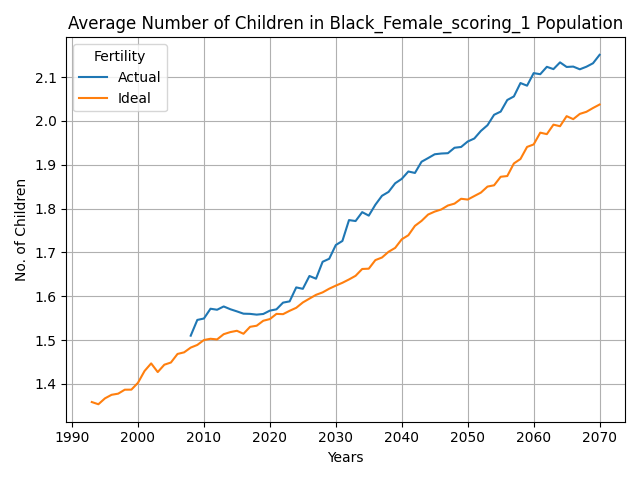 Average Number of Children in Black_Female_scoring_1 Population
Fertility
Actual
Ideal
No. of Children
2.1
2.0
1.9
1.8
1.7
1.6
1.5
1.4
1990 2000 2010 2020 2030 2040 2050 2060 2070
Years